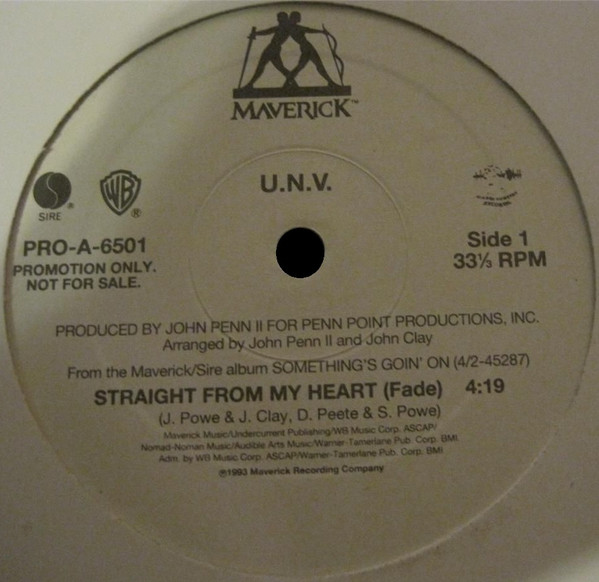 MAVERICK™
U.N.V.
SIRE
WB
®
PRO-A-6501
PROMOTION ONLY.
NOT FOR SALE.
Side 1
33⅓ RPM
PRODUCED BY JOHN PENN II FOR PENN POINT PRODUCTIONS, INC.
Arranged by John Penn II and John Clay
From the Maverick/Sire album SOMETHING'S GOIN' ON (4/2-45287)
STRAIGHT FROM MY HEART (Fade) 4:19
(J. Powe & J. Clay, D. Peete & S. Powe)
Maverick Music/Undercurrent Publishing/WB Music Corp. ASCAP/
Nomad-Noman Music/Audible Arts Music/Warner-Tamerlane Pub. Corp. BMI.
Adm. by WB Music Corp. ASCAP/Warner-Tamerlane Pub. Corp. BMI
℗1993 Maverick Recording Company